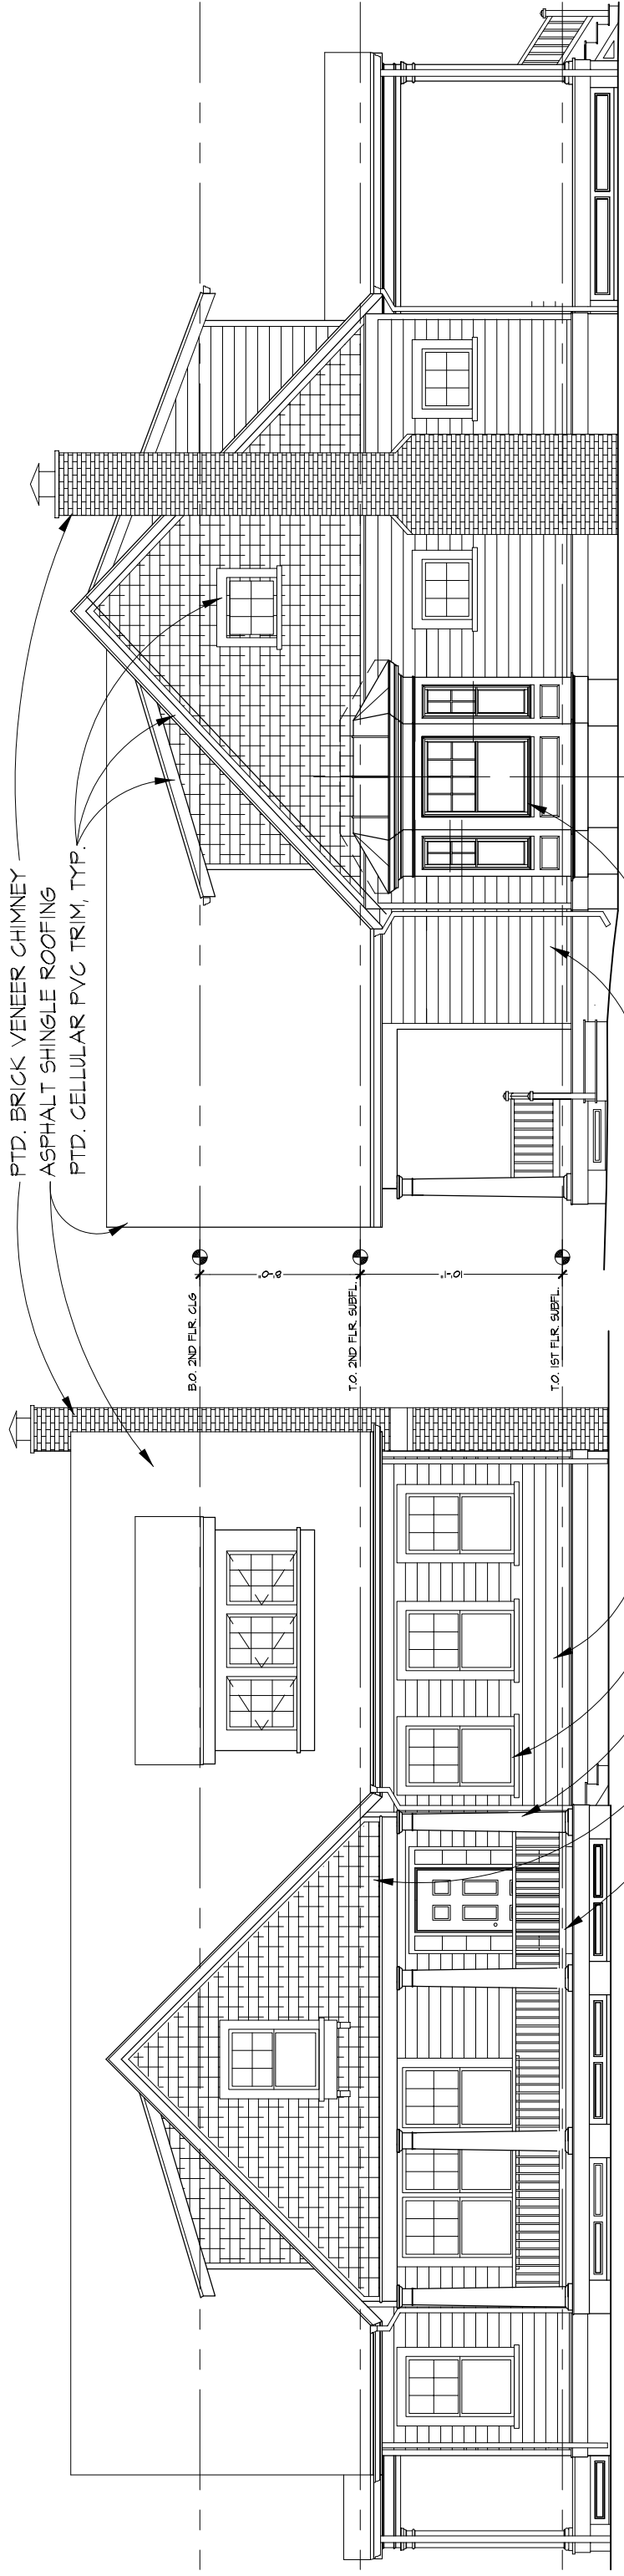 PTD. BRICK VENEER CHIMNEY
ASPHALT SHINGLE ROOFING
PTD. CELLULAR PVC TRIM, TYP.
B.O. 2ND FLR. CLG
8'-0"
T.O. 2ND FLR. SUBFL.
10'-1"
T.O. 1ST FLR. SUBFL.